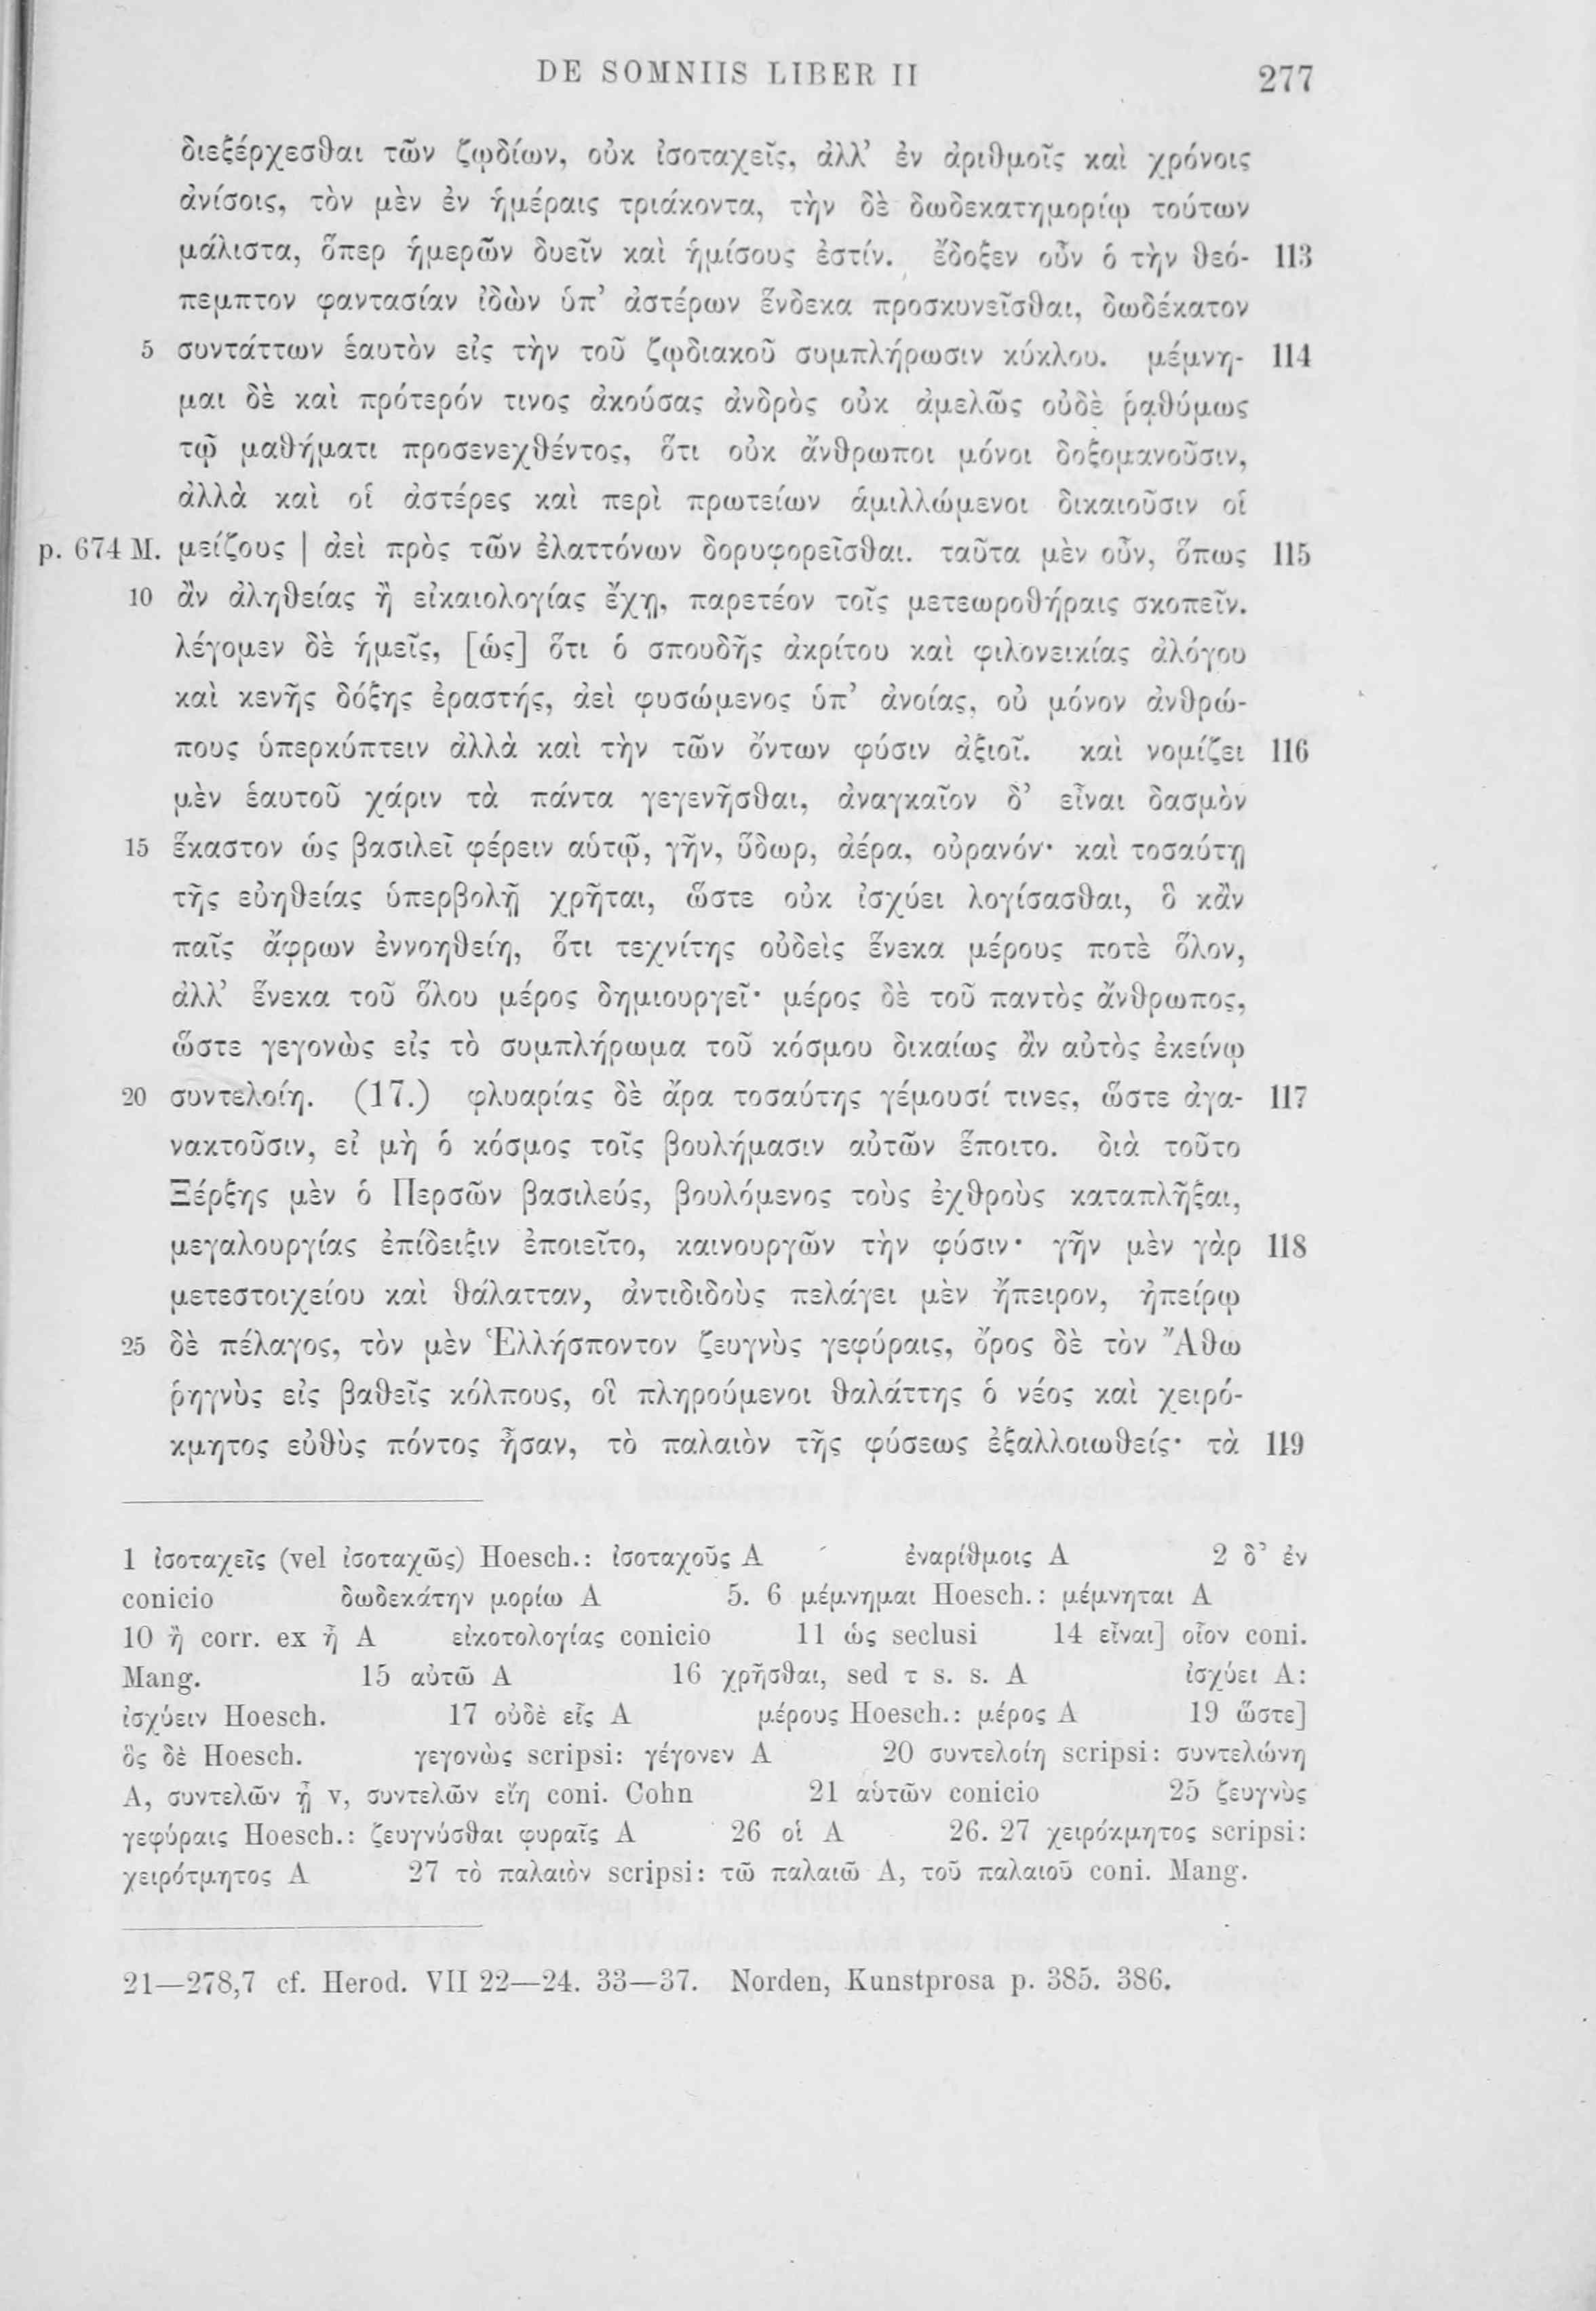 DE SOMNIIS LIBER II 277
διεξέρχεσθαι τῶν ζῳδίων, οὐκ ἰσοταχεῖς, ἀλλ’ ἐν ἀριθμοῖς καὶ χρόνοις
ἀνίσοις, τὸν μὲν ἐν ἡμέραις τριάκοντα, τὴν δὲ δωδεκατημορίῳ τούτων
μάλιστα, ὅπερ ἡμερῶν δυεῖν καὶ ἡμίσους ἐστίν. ἔδοξεν οὖν ὁ τὴν θεό- 113
πεμπτον φαντασίαν ἰδὼν ὑπ’ ἀστέρων ἕνδεκα προσκυνεῖσθαι, δωδέκατον
5 συντάττων ἑαυτὸν εἰς τὴν τοῦ ζῳδιακοῦ συμπλήρωσιν κύκλου. μέμνη- 114
μαι δὲ καὶ πρότερόν τινος ἀκούσας ἀνδρὸς οὐκ ἀμελῶς οὐδὲ ῥᾳθύμως
τῷ μαθήματι προσενεχθέντος, ὅτι οὐκ ἄνθρωποι μόνοι δοξομανοῦσιν,
ἀλλὰ καὶ οἱ ἀστέρες καὶ περὶ πρωτείων ἁμιλλώμενοι δικαιοῦσιν οἱ
p. 674 M. μείζους | ἀεὶ πρὸς τῶν ἐλαττόνων δορυφορεῖσθαι. ταῦτα μὲν οὖν, ὅπως 115
10 ἂν ἀληθείας ἢ εἰκαιολογίας ἔχῃ, παρετέον τοῖς μετεωροθήραις σκοπεῖν.
λέγομεν δὲ ἡμεῖς, [ὡς] ὅτι ὁ σπουδῆς ἀκρίτου καὶ φιλονεικίας ἀλόγου
καὶ κενῆς δόξης ἐραστής, ἀεὶ φυσώμενος ὑπ’ ἀνοίας, οὐ μόνον ἀνθρώ-
πους ὑπερκύπτειν ἀλλὰ καὶ τὴν τῶν ὄντων φύσιν ἀξιοῖ. καὶ νομίζει 116
μὲν ἑαυτοῦ χάριν τὰ πάντα γεγενῆσθαι, ἀναγκαῖον δ’ εἶναι δασμὸν
15 ἕκαστον ὡς βασιλεῖ φέρειν αὑτῷ, γῆν, ὕδωρ, ἀέρα, οὐρανόν· καὶ τοσαύτῃ
τῆς εὐηθείας ὑπερβολῇ χρῆται, ὥστε οὐκ ἰσχύει λογίσασθαι, ὃ κἂν
παῖς ἄφρων ἐννοηθείη, ὅτι τεχνίτης οὐδεὶς ἕνεκα μέρους ποτὲ ὅλον,
ἀλλ’ ἕνεκα τοῦ ὅλου μέρος δημιουργεῖ· μέρος δὲ τοῦ παντὸς ἄνθρωπος,
ὥστε γεγονὼς εἰς τὸ συμπλήρωμα τοῦ κόσμου δικαίως ἂν αὐτὸς ἐκείνῳ
20 συντελοίη. (17.) φλυαρίας δὲ ἄρα τοσαύτης γέμουσί τινες, ὥστε ἀγα- 117
νακτοῦσιν, εἰ μὴ ὁ κόσμος τοῖς βουλήμασιν αὐτῶν ἕποιτο. διὰ τοῦτο
Ξέρξης μὲν ὁ Περσῶν βασιλεύς, βουλόμενος τοὺς ἐχθροὺς καταπλῆξαι,
μεγαλουργίας ἐπίδειξιν ἐποιεῖτο, καινουργῶν τὴν φύσιν· γῆν μὲν γὰρ 118
μετεστοιχείου καὶ θάλατταν, ἀντιδιδοὺς πελάγει μὲν ἤπειρον, ἠπείρῳ
25 δὲ πέλαγος, τὸν μὲν Ἑλλήσποντον ζευγνὺς γεφύραις, ὄρος δὲ τὸν Ἄθω
ῥηγνὺς εἰς βαθεῖς κόλπους, οἳ πληρούμενοι θαλάττης ὁ νέος καὶ χειρό-
κμητος εὐθὺς πόντος ἦσαν, τὸ παλαιὸν τῆς φύσεως ἐξαλλοιωθείς· τὰ 119
1 ἰσοταχεῖς (vel ἰσοταχῶς) Hoesch.: ἰσοταχοῦς A ἐναρίθμοις A 2 δ’ ἐν
conicio δωδεκάτην μορίω A 5. 6 μέμνημαι Hoesch.: μέμνηται A
10 ἢ corr. ex ἦ A εἰκοτολογίας conicio 11 ὡς seclusi 14 εἶναι] οἷον coni.
Mang. 15 αὐτῶ A 16 χρῆσθαι, sed τ s. s. A ἰσχύει A:
ἰσχύειν Hoesch. 17 οὐδὲ εἷς A μέρους Hoesch.: μέρος A 19 ὥστε]
ὃς δὲ Hoesch. γεγονὼς scripsi: γέγονεν A 20 συντελοίη scripsi: συντελώνη
A, συντελῶν ᾖ v, συντελῶν εἴη coni. Cohn 21 αὑτῶν conicio 25 ζευγνὺς
γεφύραις Hoesch.: ζευγνύσθαι φυραῖς A 26 οἱ A 26. 27 χειρόκμητος scripsi:
χειρότμητος A 27 τὸ παλαιὸν scripsi: τῶ παλαιῶ A, τοῦ παλαιοῦ coni. Mang.
21—278,7 cf. Herod. VII 22—24. 33—37. Norden, Kunstprosa p. 385. 386.